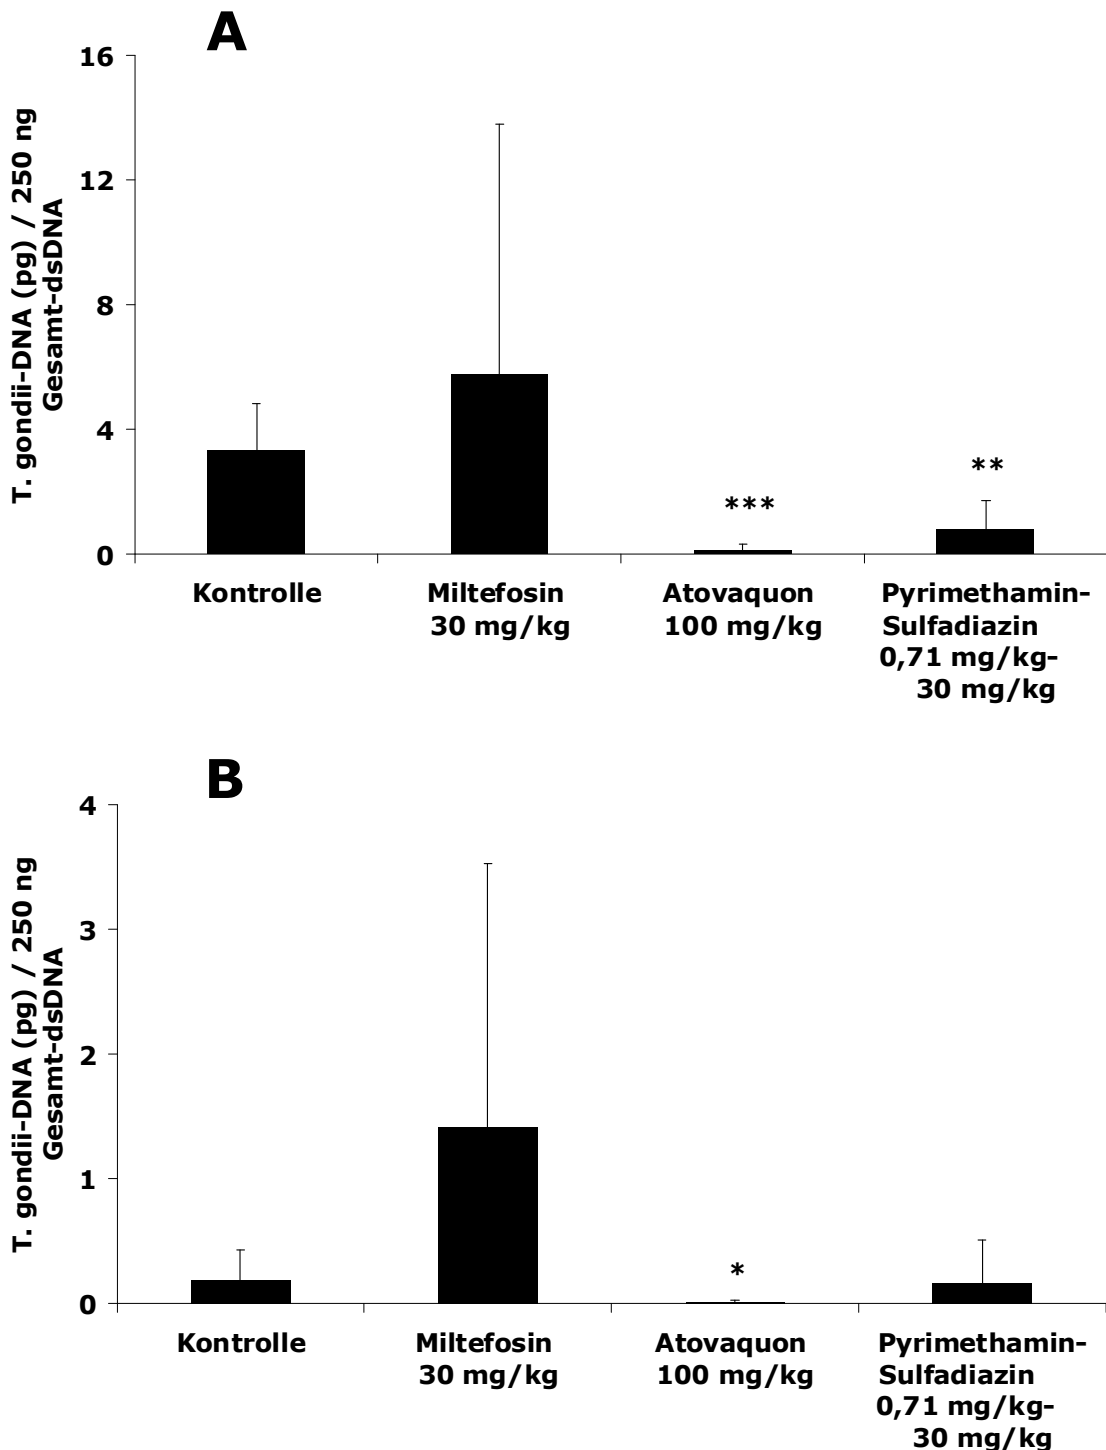 A
16
12
8
4
0
T. gondii-DNA (pg) / 250 ng
Gesamt-dsDNA
***
**
Kontrolle
Miltefosin
30 mg/kg
Atovaquon
100 mg/kg
Pyrimethamin-
Sulfadiazin
0,71 mg/kg-
30 mg/kg
B
4
3
2
1
0
T. gondii-DNA (pg) / 250 ng
Gesamt-dsDNA
*
Kontrolle
Miltefosin
30 mg/kg
Atovaquon
100 mg/kg
Pyrimethamin-
Sulfadiazin
0,71 mg/kg-
30 mg/kg